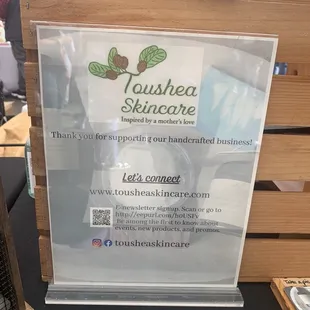 Toushea
Skincare
Inspired by a mother's love
Thank you for supporting our handcrafted business!
Let's connect
www.tousheaskincare.com
E-newsletter signup. Scan or go to
be among the first to know about
events, new products, and promos.
tousheaskincare